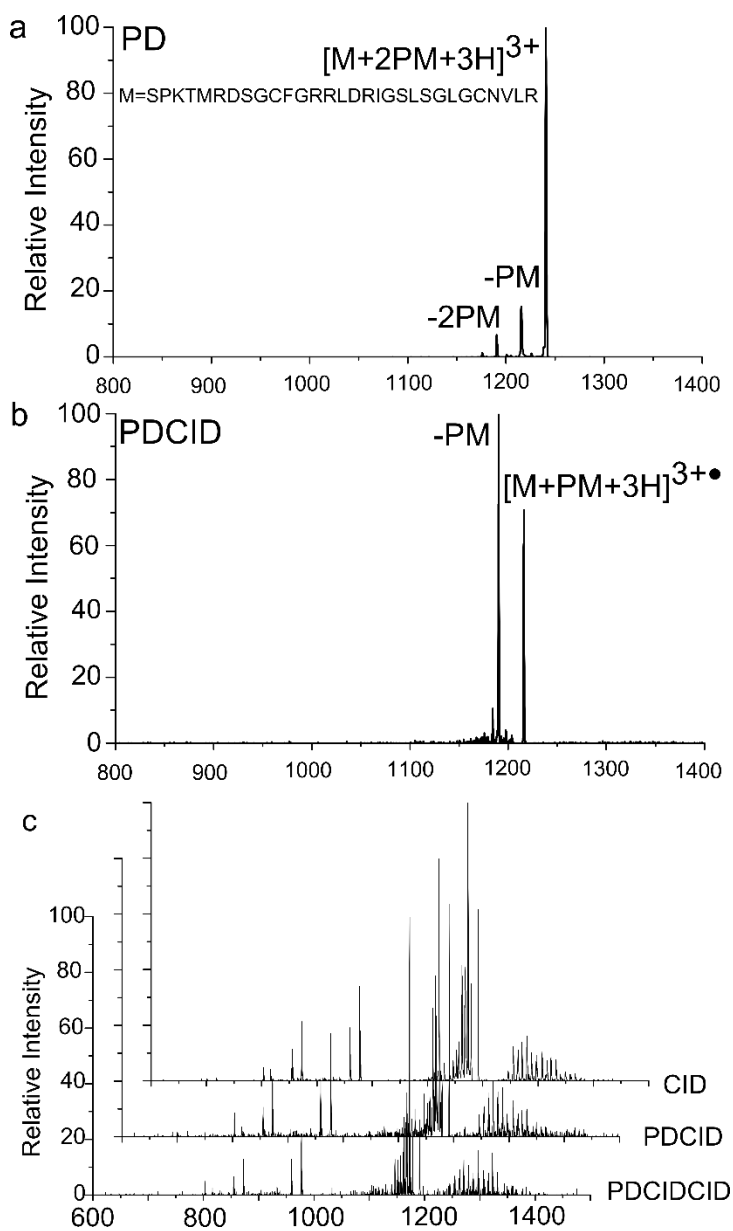 a
PD
[M+2PM+3H]3+
M=SPKTMRDSGCFGRRLDRIGSLSGLGCNVLR
-PM
-2PM
Relative Intensity
100
80
60
40
20
0
800 900 1000 1100 1200 1300 1400
b
PDCID
-PM
[M+PM+3H]3+●
Relative Intensity
100
80
60
40
20
0
800 900 1000 1100 1200 1300 1400
c
Relative Intensity
100
80
60
40
20
0
CID
PDCID
PDCIDCID
600 800 1000 1200 1400